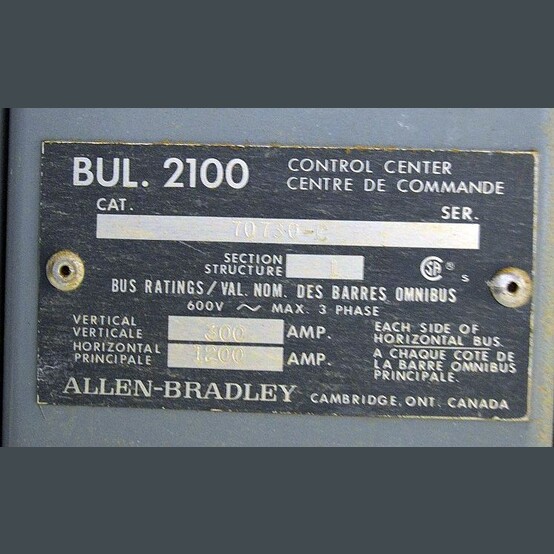 BUL. 2100
CONTROL CENTER
CENTRE DE COMMANDE
CAT.
SER.
SECTION
STRUCTURE
1
SA ® S
BUS RATINGS/VAL. NOM. DES BARRES OMNIBUS
600V ~ MAX. 3 PHASE
VERTICAL
VERTICALE
300 AMP.
HORIZONTAL
PRINCIPALE
1200 AMP.
EACH SIDE OF
HORIZONTAL BUS.
A CHAQUE COTE DE
LA BARRE OMNIBUS
PRINCIPALE.
ALLEN-BRADLEY
CAMBRIDGE, ONT. CANADA